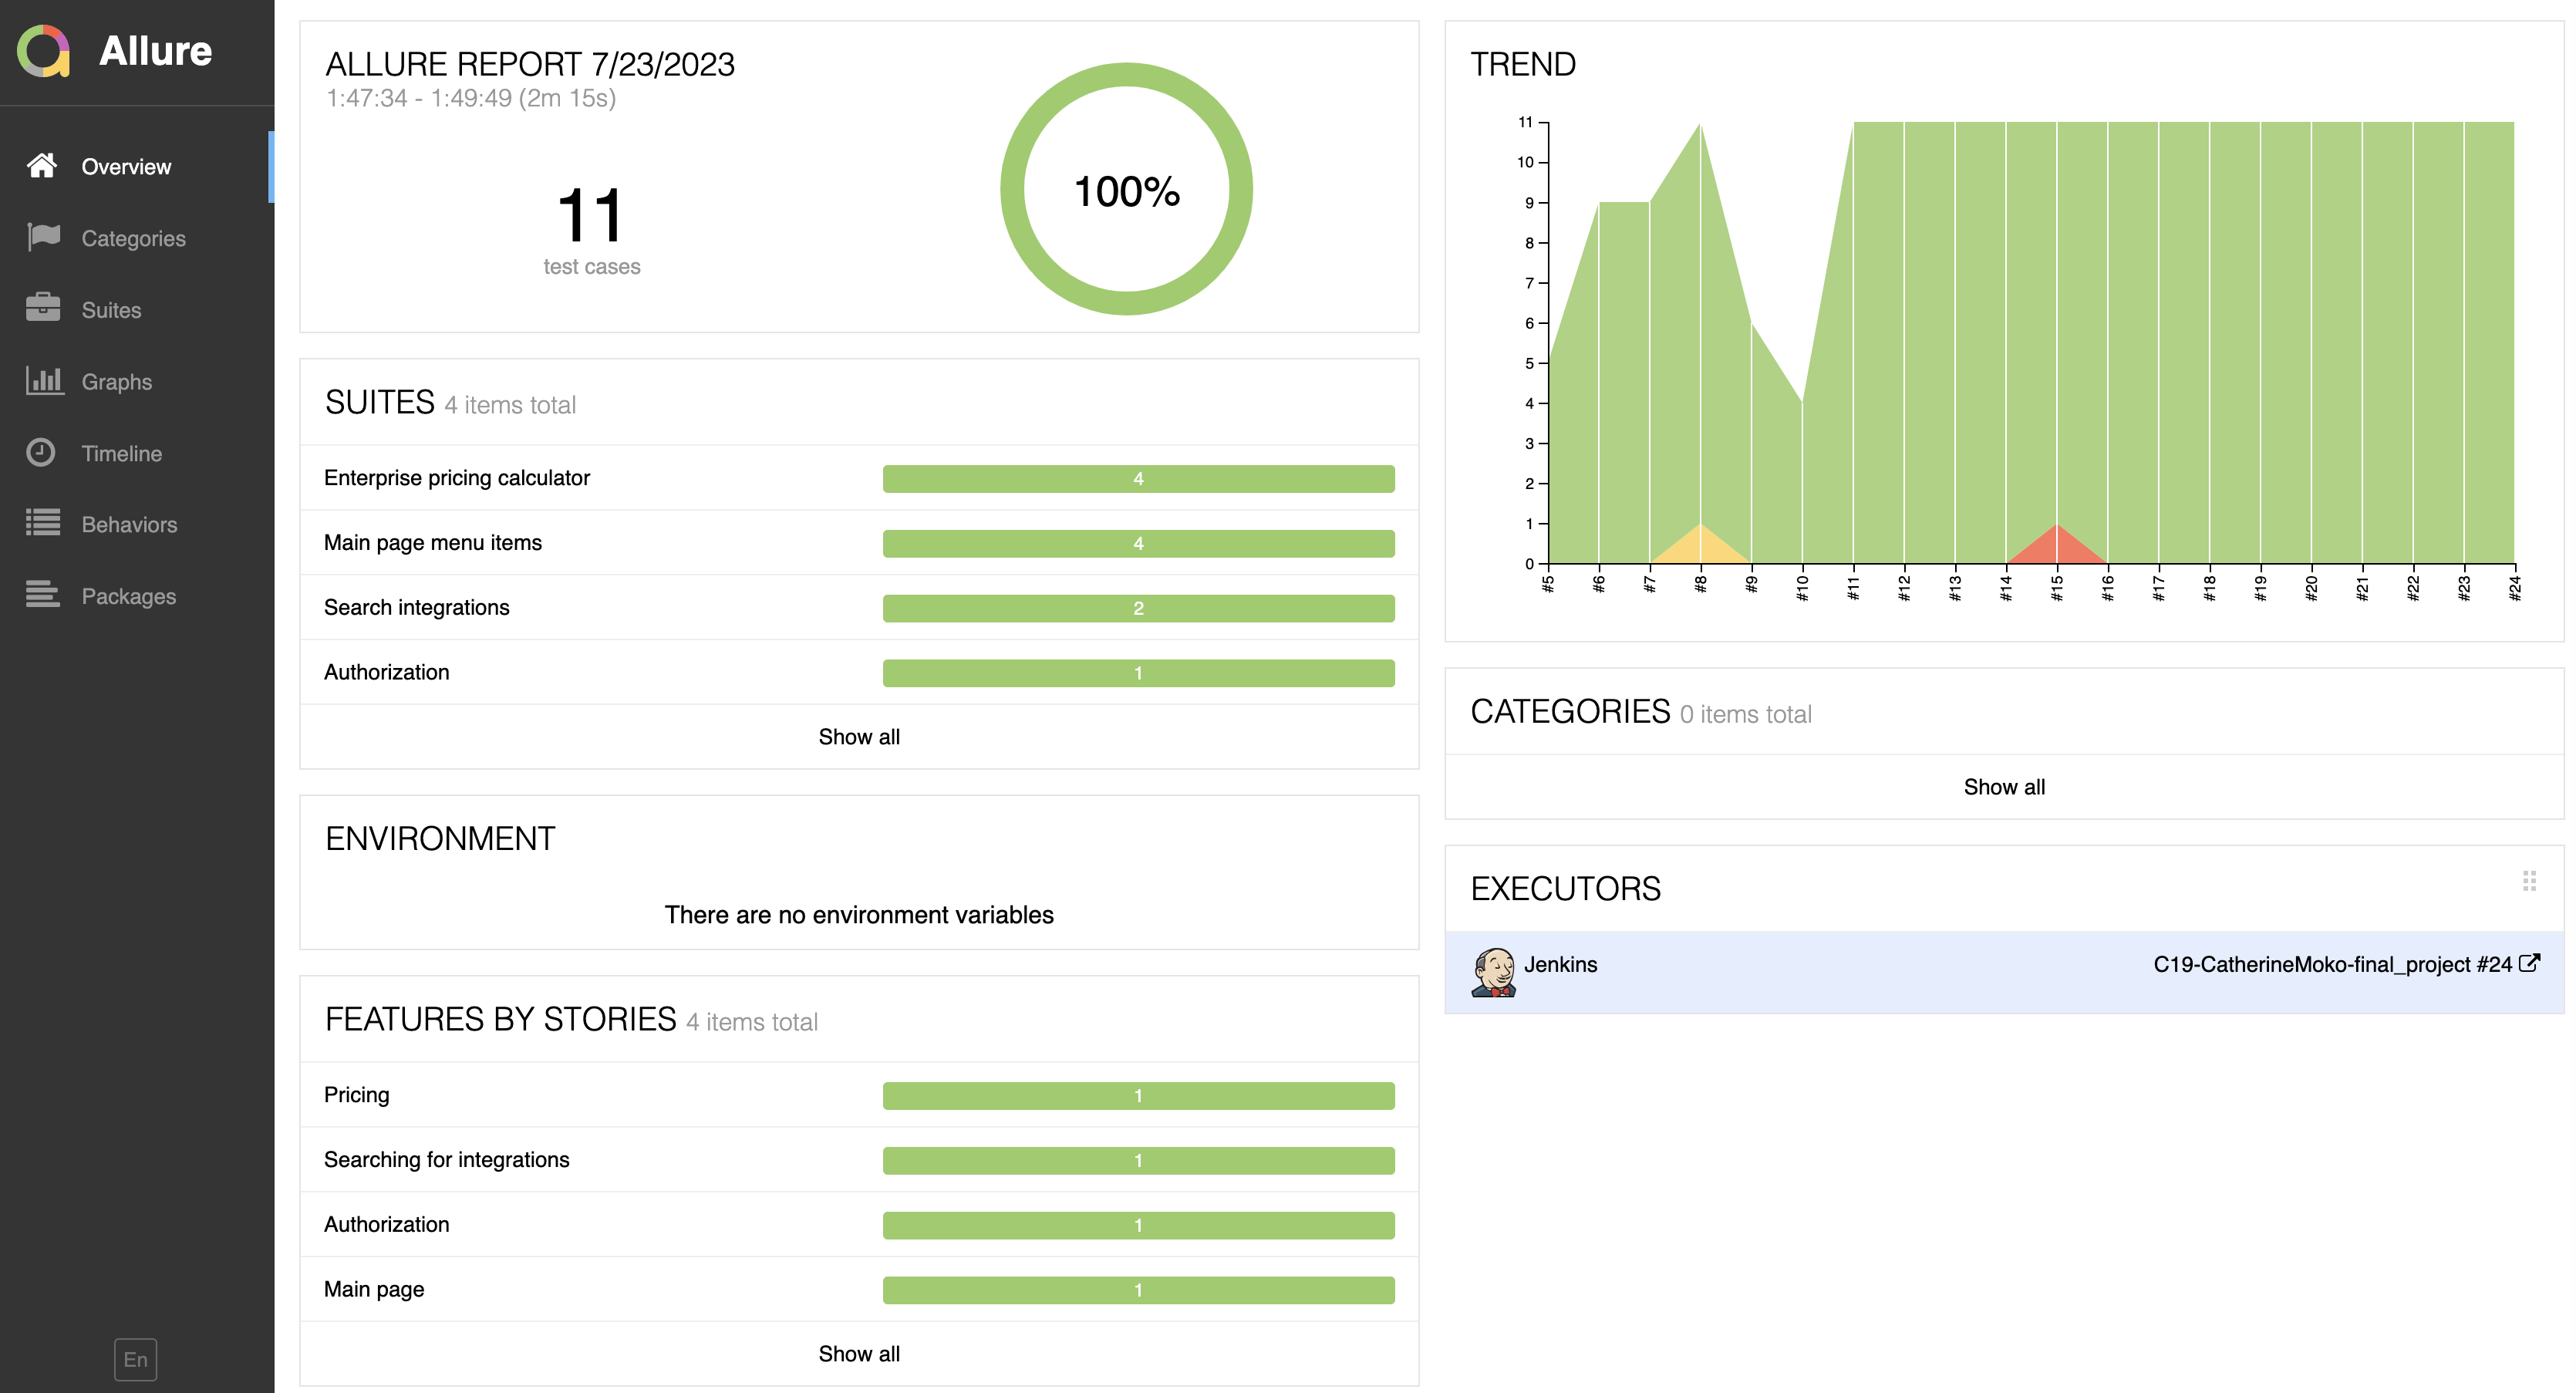 Allure
Overview
Categories
Suites
Graphs
Timeline
Behaviors
Packages
En
ALLURE REPORT 7/23/2023
1:47:34 - 1:49:49 (2m 15s)
11
test cases
100%
SUITES 4 items total
Enterprise pricing calculator 4
Main page menu items 4
Search integrations 2
Authorization 1
Show all
ENVIRONMENT
There are no environment variables
FEATURES BY STORIES 4 items total
Pricing 1
Searching for integrations 1
Authorization 1
Main page 1
Show all
TREND
11
10
9
8
7
6
5
4
3
2
1
0
#5 #6 #7 #8 #9 #10 #11 #12 #13 #14 #15 #16 #17 #18 #19 #20 #21 #22 #23 #24
CATEGORIES 0 items total
Show all
EXECUTORS
Jenkins C19-CatherineMoko-final_project #24